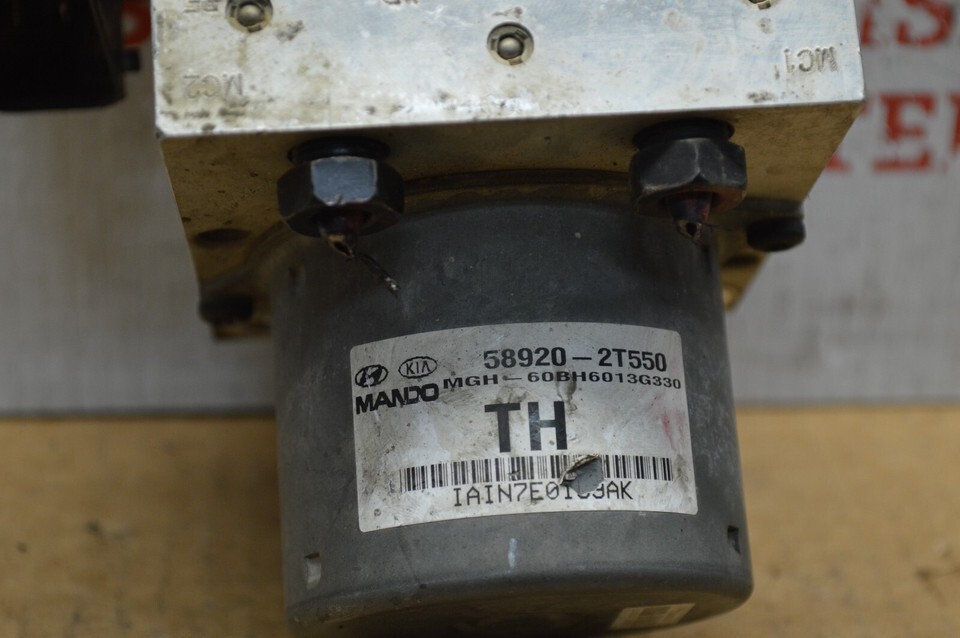 MC2
MC1
KIA
58920-2T550
MANDO
MGH-60BH6013G330
TH